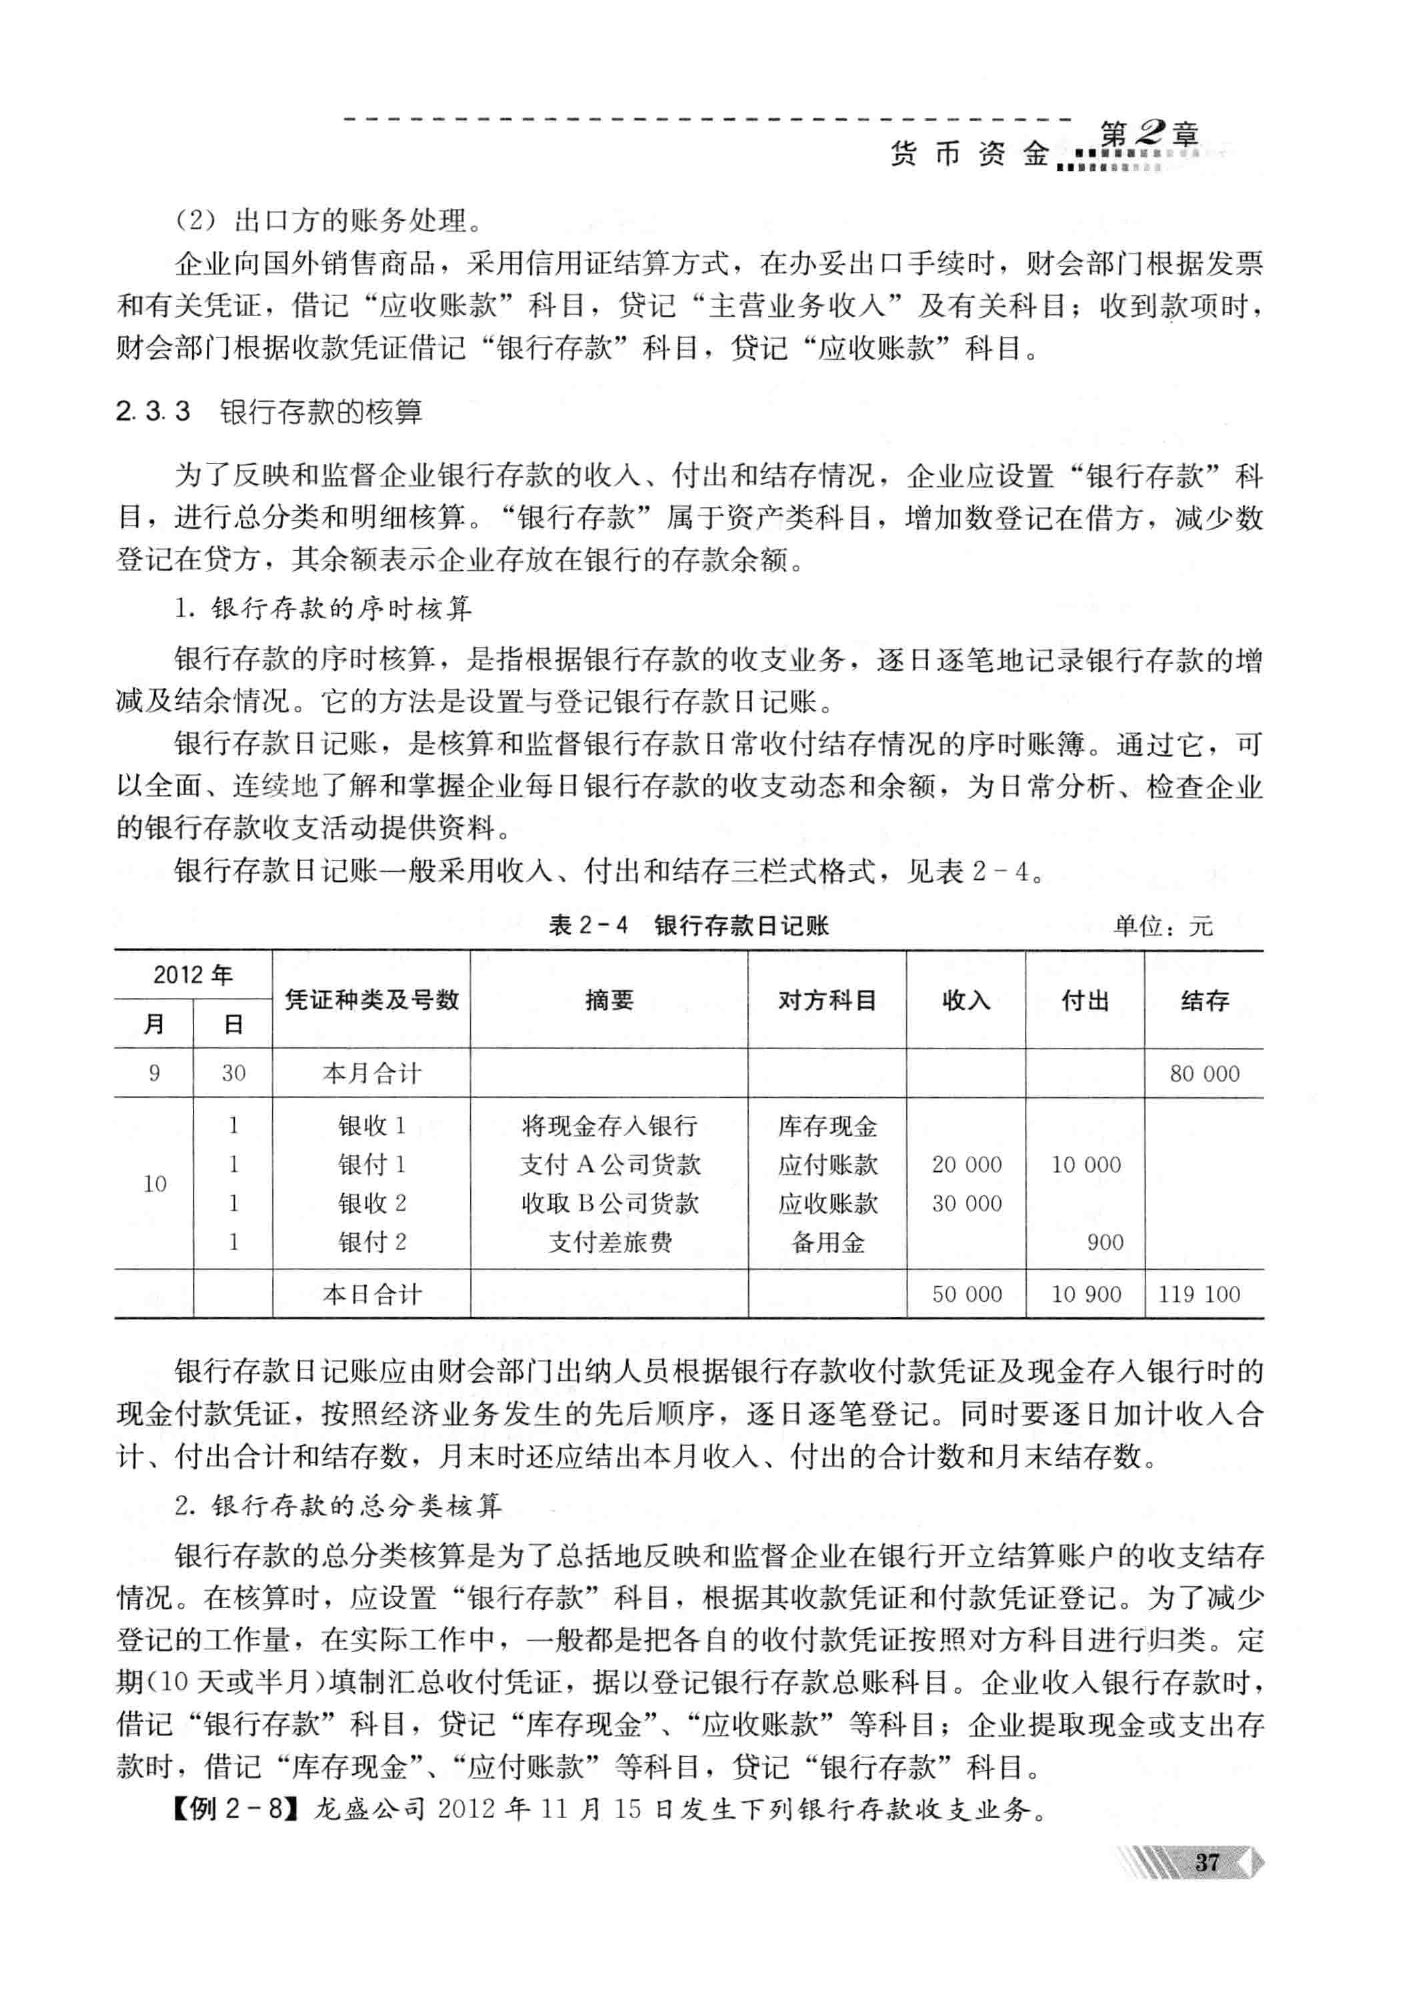 第2章
货币资金
（2）出口方的账务处理。
企业向国外销售商品，采用信用证结算方式，在办妥出口手续时，财会部门根据发票
和有关凭证，借记“应收账款”科目，贷记“主营业务收入”及有关科目；收到款项时，
财会部门根据收款凭证借记“银行存款”科目，贷记“应收账款”科目。
2.3.3 银行存款的核算
为了反映和监督企业银行存款的收入、付出和结存情况，企业应设置“银行存款”科
目，进行总分类和明细核算。“银行存款”属于资产类科目，增加数登记在借方，减少数
登记在贷方，其余额表示企业存放在银行的存款余额。
1. 银行存款的序时核算
银行存款的序时核算，是指根据银行存款的收支业务，逐日逐笔地记录银行存款的增
减及结余情况。它的方法是设置与登记银行存款日记账。
银行存款日记账，是核算和监督银行存款日常收付结存情况的序时账簿。通过它，可
以全面、连续地了解和掌握企业每日银行存款的收支动态和余额，为日常分析、检查企业
的银行存款收支活动提供资料。
银行存款日记账一般采用收入、付出和结存三栏式格式，见表2-4。
表2-4 银行存款日记账 单位：元
2012年 凭证种类及号数 摘要 对方科目 收入 付出 结存
月 日
9 30 本月合计 80 000
10 1 银收1 将现金存入银行 库存现金
1 银付1 支付A公司货款 应付账款 20 000 10 000
1 银收2 收取B公司货款 应收账款 30 000
1 银付2 支付差旅费 备用金 900
本日合计 50 000 10 900 119 100
银行存款日记账应由财会部门出纳人员根据银行存款收付款凭证及现金存入银行时的
现金付款凭证，按照经济业务发生的先后顺序，逐日逐笔登记。同时要逐日加计收入合
计、付出合计和结存数，月末时还应结出本月收入、付出的合计数和月末结存数。
2. 银行存款的总分类核算
银行存款的总分类核算是为了总括地反映和监督企业在银行开立结算账户的收支结存
情况。在核算时，应设置“银行存款”科目，根据其收款凭证和付款凭证登记。为了减少
登记的工作量，在实际工作中，一般都是把各自的收付款凭证按照对方科目进行归类。定
期(10天或半月)填制汇总收付凭证，据以登记银行存款总账科目。企业收入银行存款时，
借记“银行存款”科目，贷记“库存现金”、“应收账款”等科目；企业提取现金或支出存
款时，借记“库存现金”、“应付账款”等科目，贷记“银行存款”科目。
【例2-8】龙盛公司2012年11月15日发生下列银行存款收支业务。
37